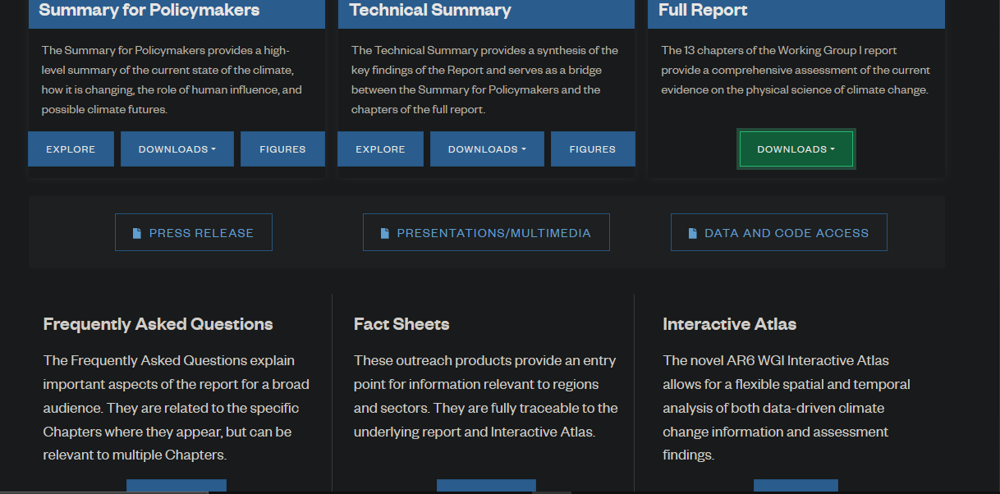 Summary for Policymakers
The Summary for Policymakers provides a high-
level summary of the current state of the climate,
how it is changing, the role of human influence, and
possible climate futures.
EXPLORE
DOWNLOADS
FIGURES
Technical Summary
The Technical Summary provides a synthesis of the
key findings of the Report and serves as a bridge
between the Summary for Policymakers and the
chapters of the full report.
EXPLORE
DOWNLOADS
FIGURES
Full Report
The 13 chapters of the Working Group I report
provide a comprehensive assessment of the current
evidence on the physical science of climate change.
DOWNLOADS
PRESS RELEASE
PRESENTATIONS/MULTIMEDIA
DATA AND CODE ACCESS
Frequently Asked Questions
The Frequently Asked Questions explain
important aspects of the report for a broad
audience. They are related to the specific
Chapters where they appear, but can be
relevant to multiple Chapters.
Fact Sheets
These outreach products provide an entry
point for information relevant to regions
and sectors. They are fully traceable to the
underlying report and Interactive Atlas.
Interactive Atlas
The novel AR6 WGI Interactive Atlas
allows for a flexible spatial and temporal
analysis of both data-driven climate
change information and assessment
findings.